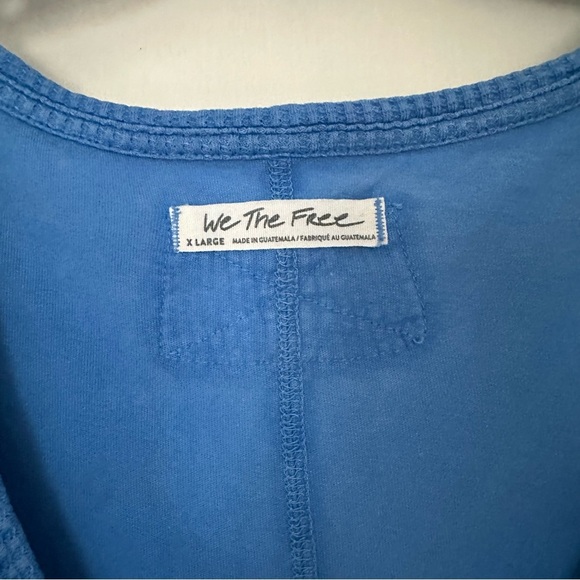 We The Free
X LARGE MADE IN GUATEMALA / FABRIQUÉ AU GUATEMALA